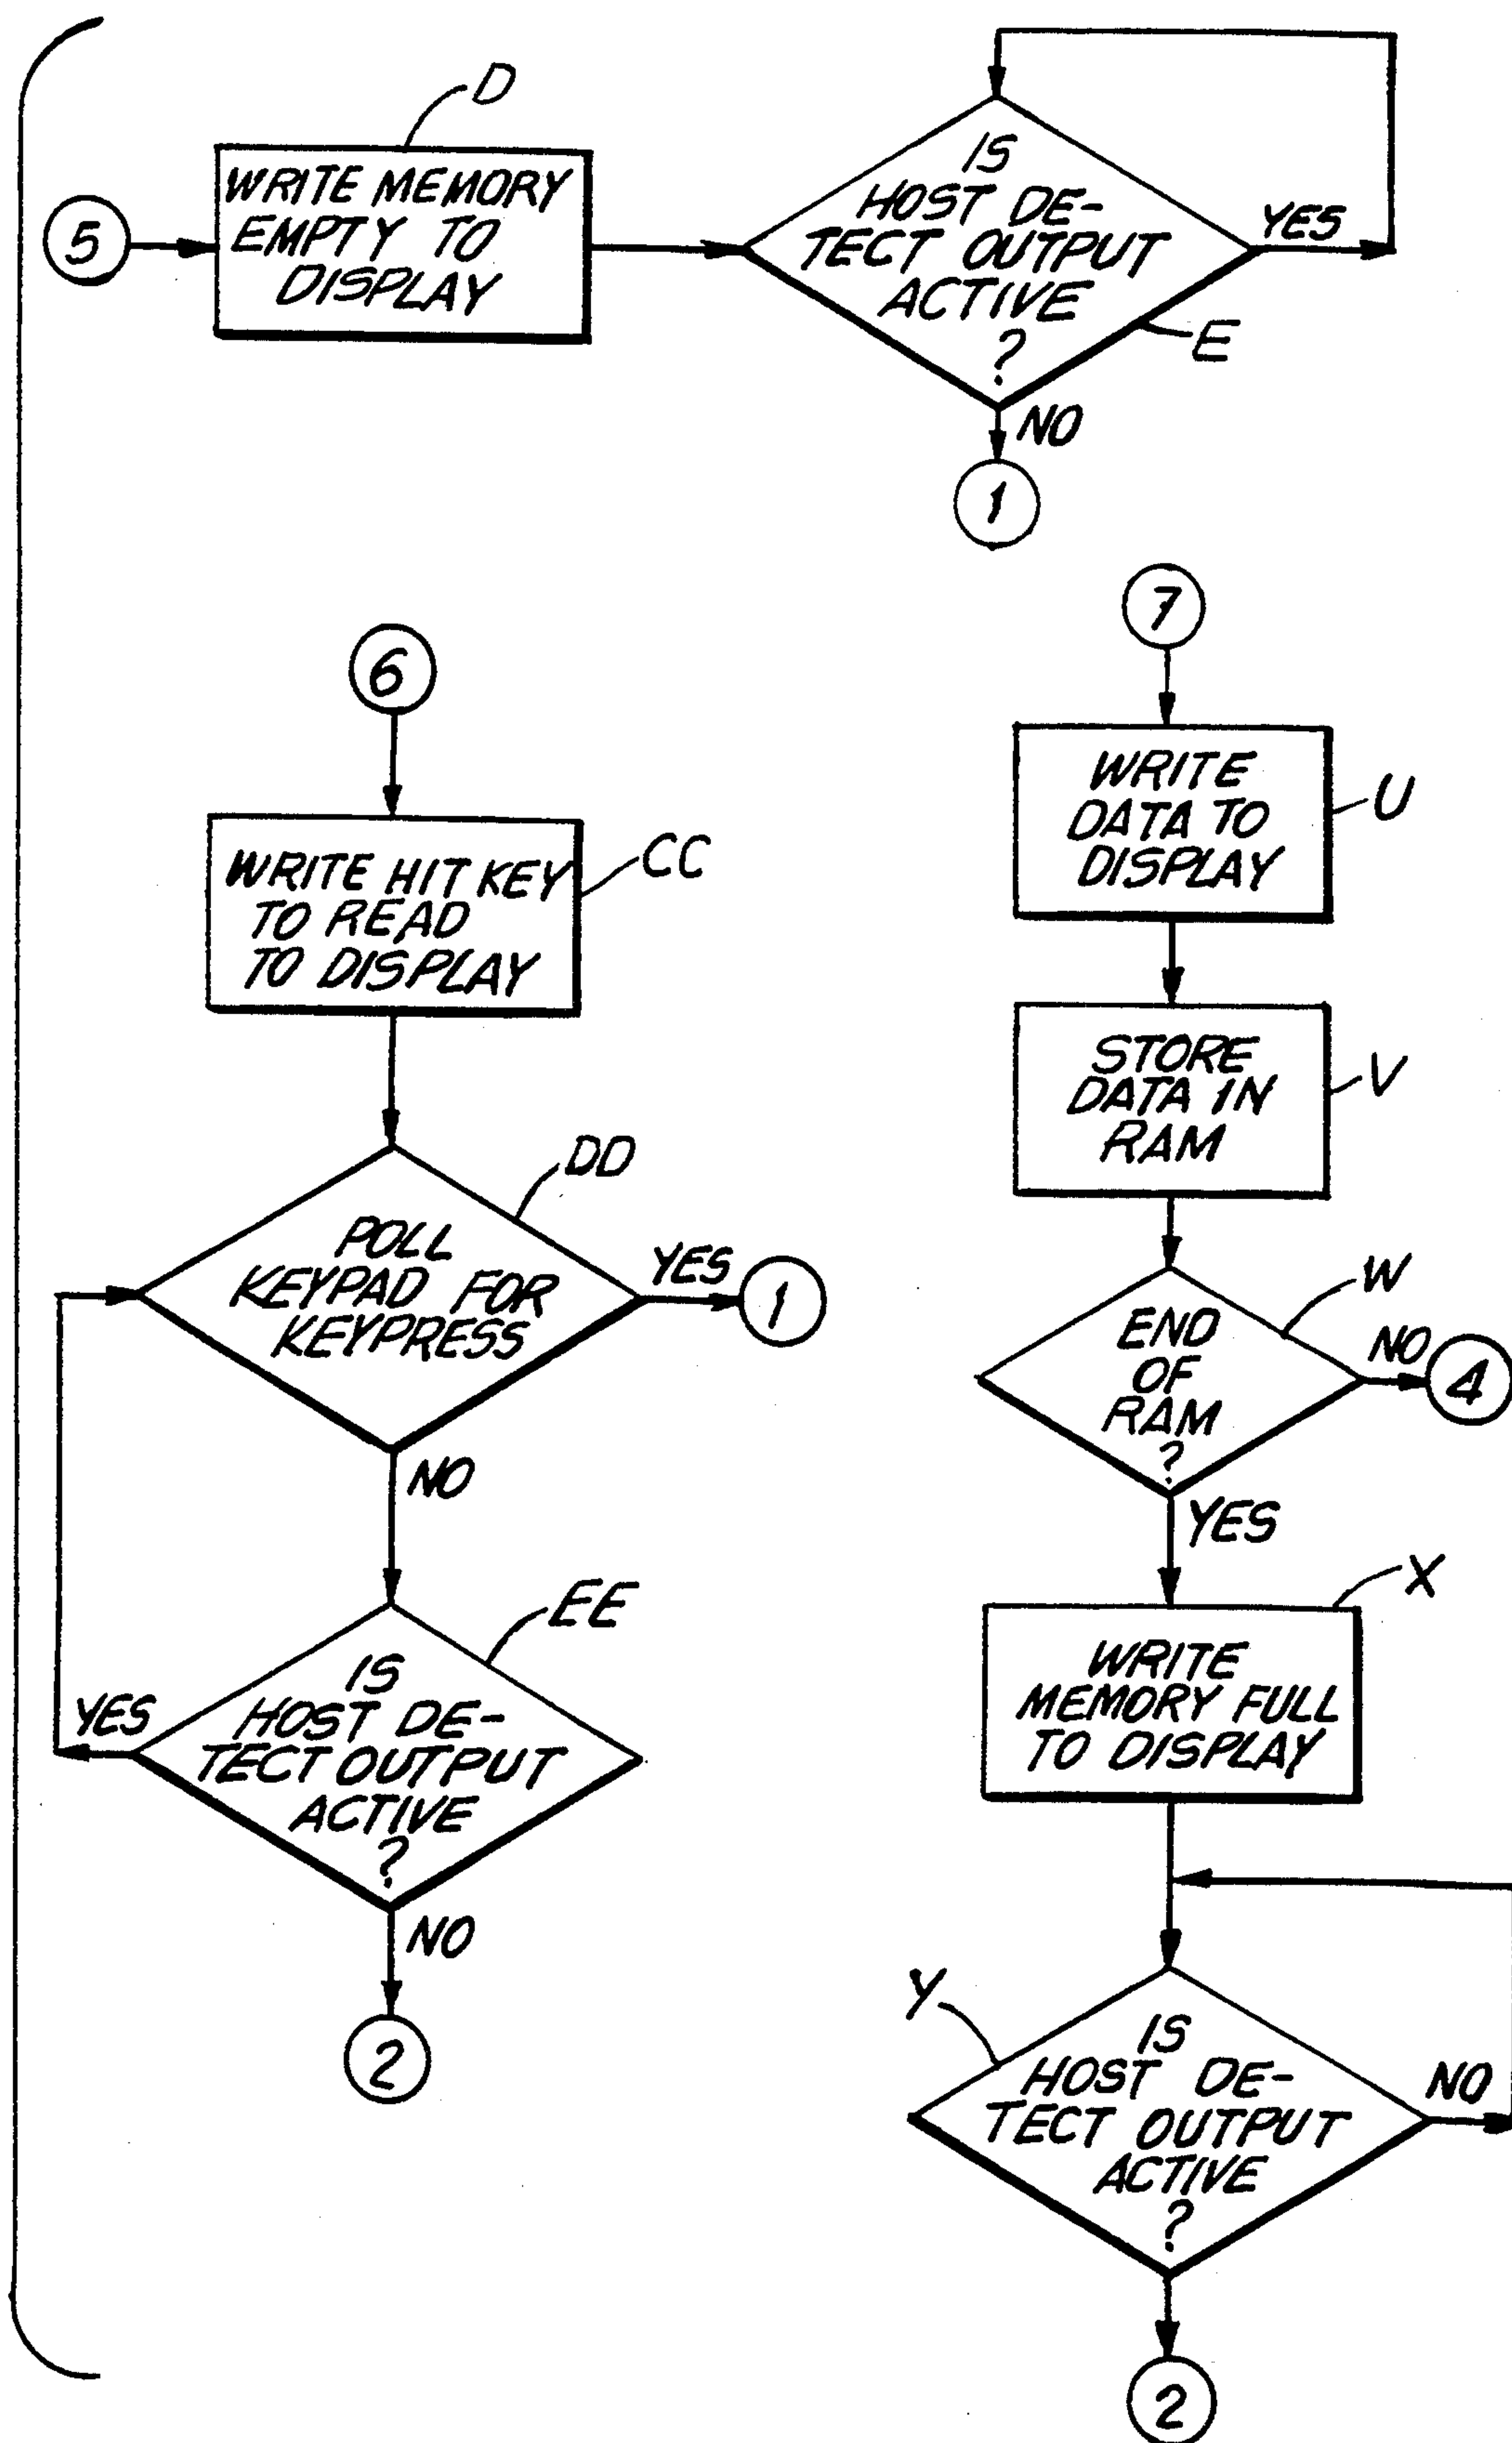 D
5
WRITE MEMORY
EMPTY TO
DISPLAY
IS
HOST DE-
TECT OUTPUT
ACTIVE
?
YES
E
NO
1
6
WRITE HIT KEY
TO READ
TO DISPLAY
CC
POLL
KEYPAD FOR
KEYPRESS
DD
YES
1
NO
IS
HOST DE-
TECT OUTPUT
ACTIVE
?
EE
YES
NO
2
7
WRITE
DATA TO
DISPLAY
U
STORE
DATA IN
RAM
V
END
OF
RAM
?
W
NO
4
YES
WRITE
MEMORY FULL
TO DISPLAY
X
Y
IS
HOST DE-
TECT OUTPUT
ACTIVE
?
NO
2